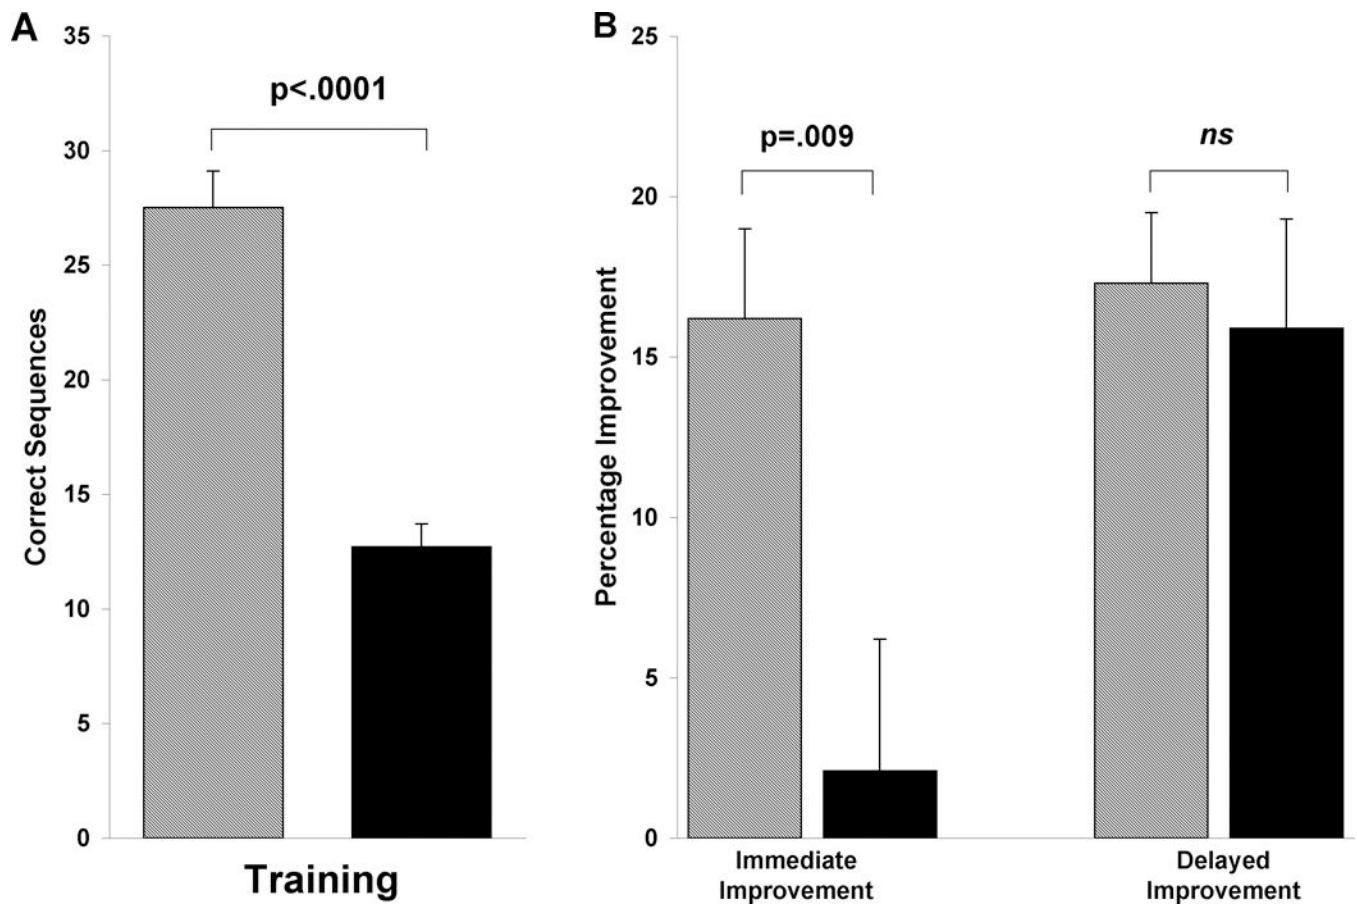 A
35
30
25
20
15
10
5
0
Correct Sequences
p<.0001
Training
B
25
20
15
10
5
0
Percentage Improvement
p=.009
ns
Immediate
Improvement
Delayed
Improvement